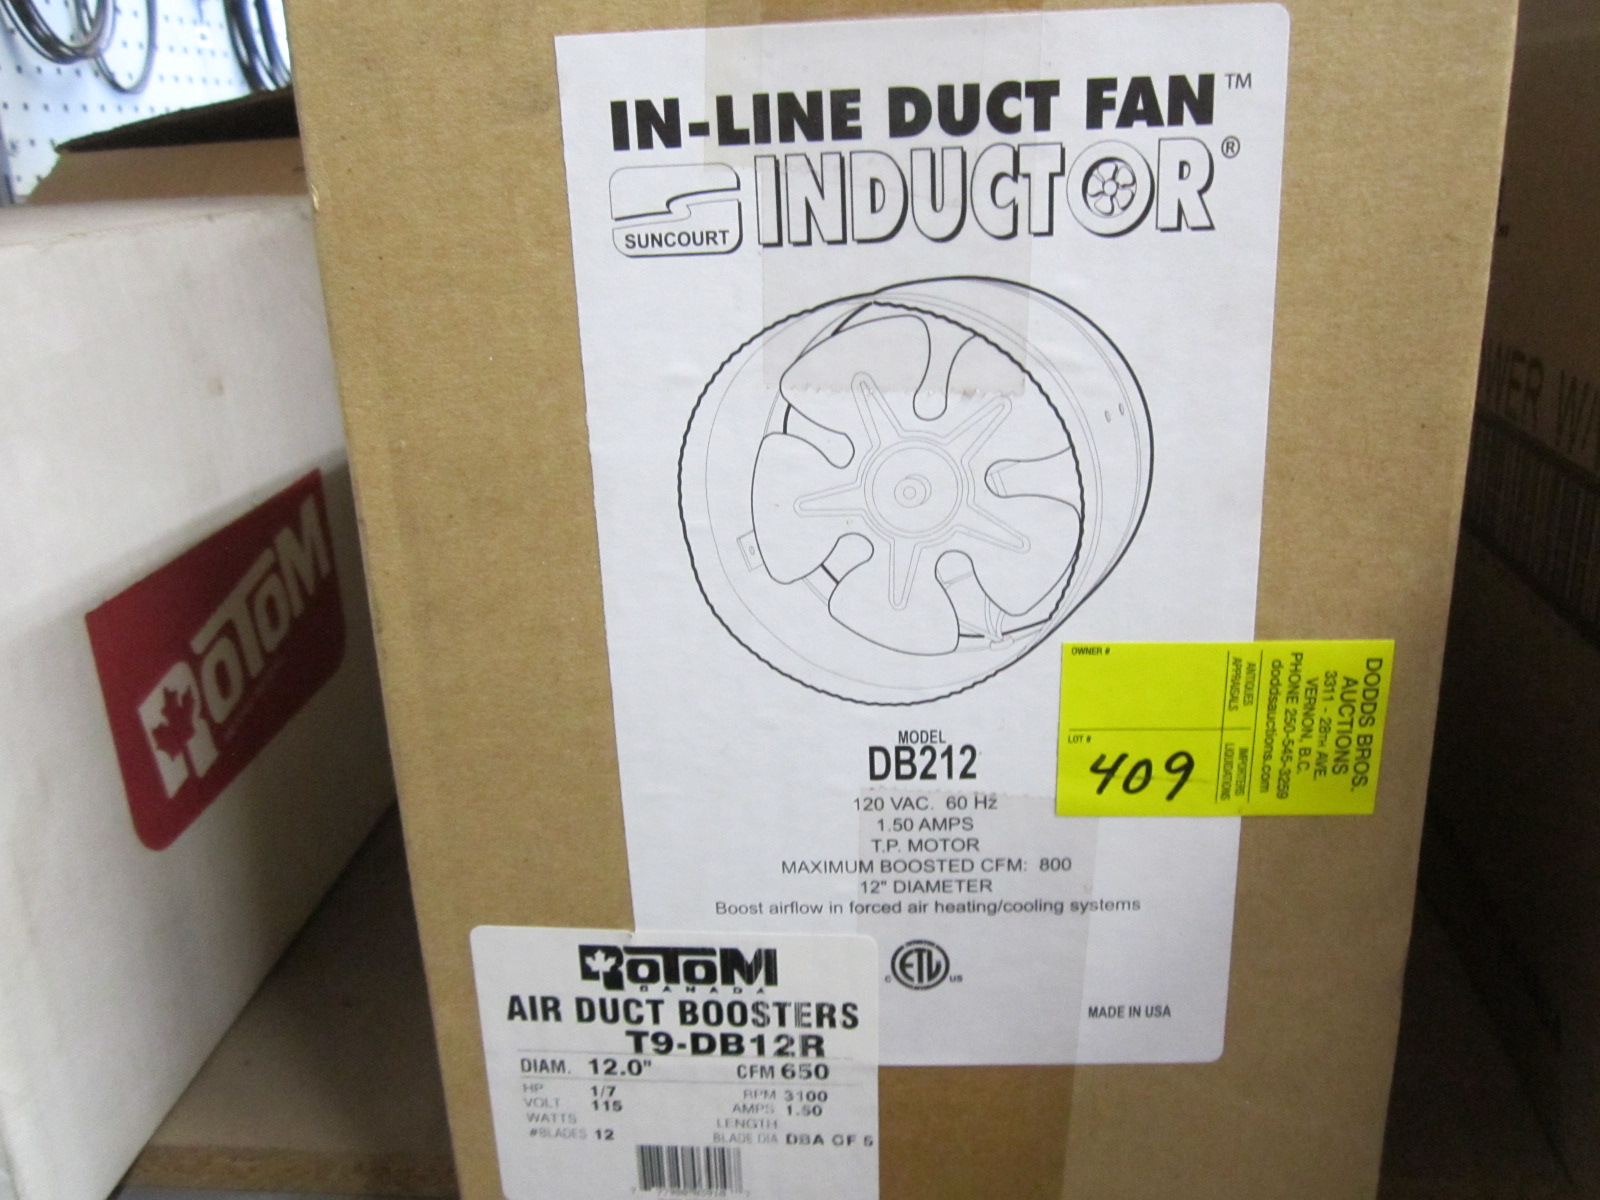 IN-LINE DUCT FAN™
SUNCOURT
INDUCTOR®
MODEL
DB212
120 VAC. 60 Hz
1.50 AMPS
T.P. MOTOR
MAXIMUM BOOSTED CFM: 800
12" DIAMETER
Boost airflow in forced air heating/cooling systems
c ETL us
MADE IN USA
OWNER #
LOT #
409
ANTIQUES
APPRAISALS
IMPORTERS
LIQUIDATIONS
DODDS BROS.
AUCTIONS
3311 - 28TH AVE.
VERNON, B.C.
PHONE 250-545-3259
doddsauctions.com
ROTOM
CANADA
AIR DUCT BOOSTERS
T9-DB12R
DIAM. 12.0" CFM 650
HP 1/7 RPM 3100
VOLT 115 AMPS 1.50
WATTS LENGTH
#BLADES 12 BLADE DIA DBA OF 5
ROTOM